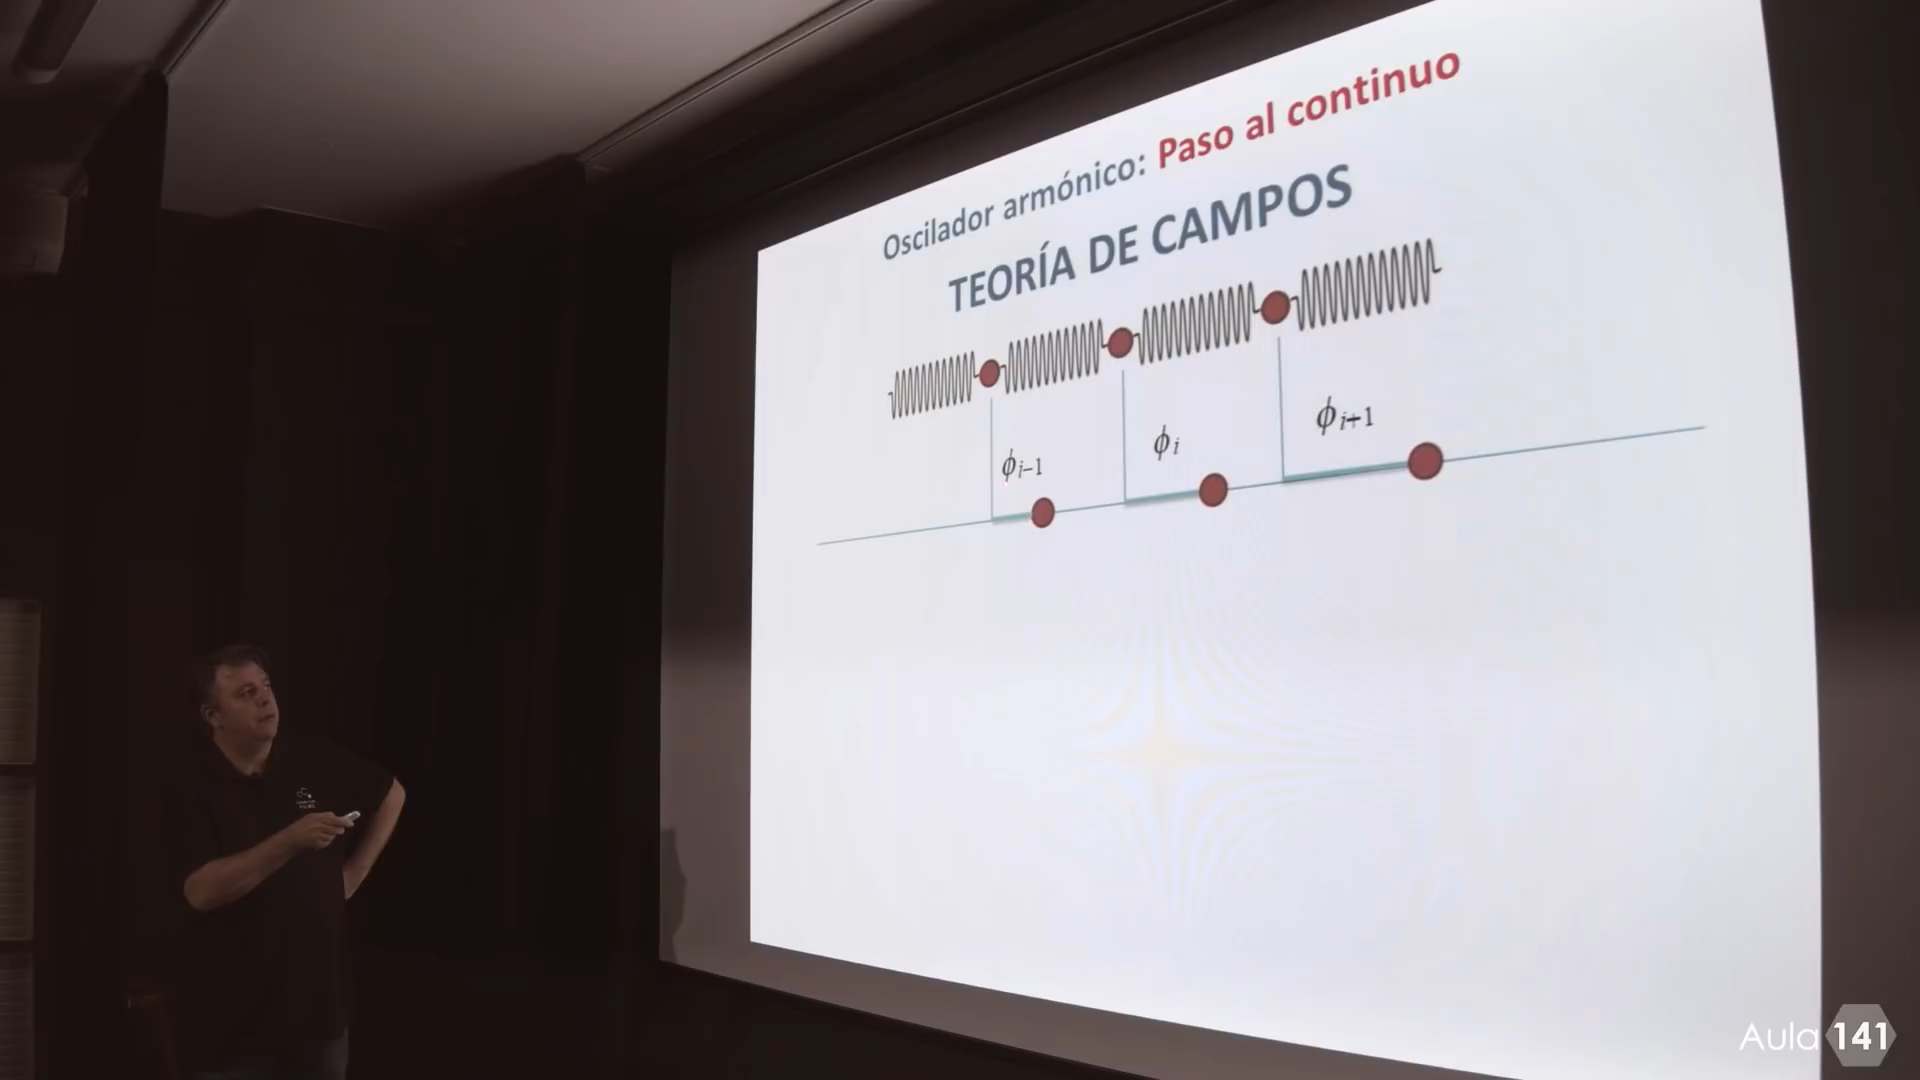 Oscilador armónico: Paso al continuo
TEORÍA DE CAMPOS
ϕi−1
ϕi
ϕi+1
Aula 141